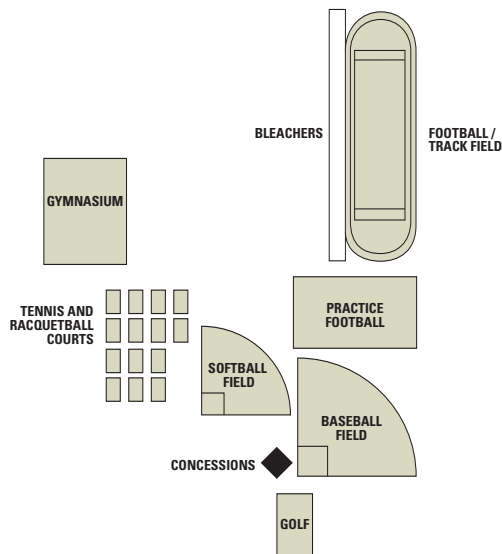 BLEACHERS
FOOTBALL /
TRACK FIELD
GYMNASIUM
TENNIS AND
RACQUETBALL
COURTS
PRACTICE
FOOTBALL
SOFTBALL
FIELD
BASEBALL
FIELD
CONCESSIONS
GOLF